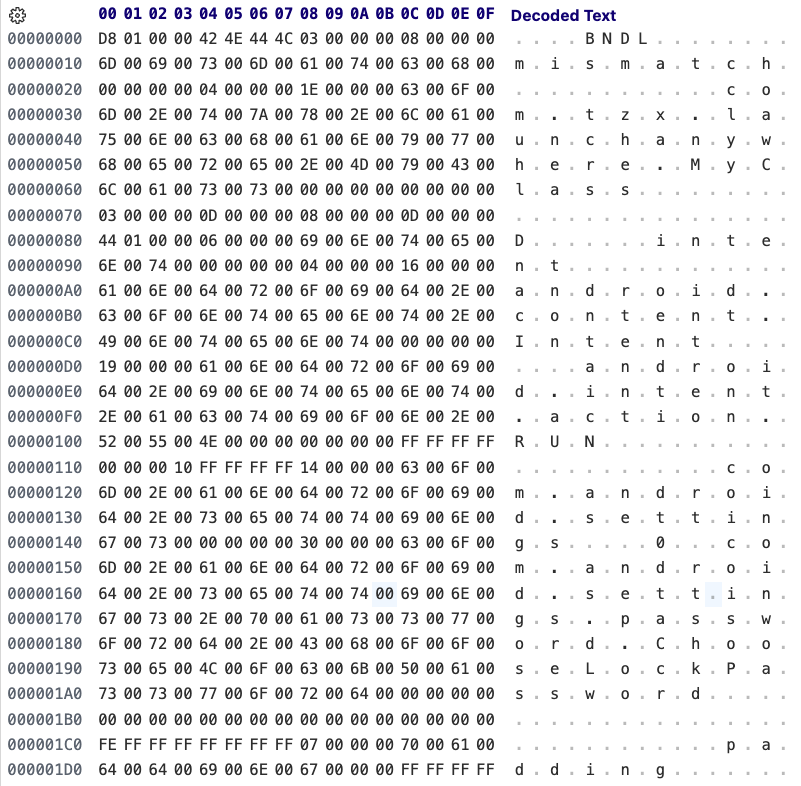 00 01 02 03 04 05 06 07 08 09 0A 0B 0C 0D 0E 0F Decoded Text
00000000 D8 01 00 00 42 4E 44 4C 03 00 00 00 08 00 00 00 . . . . B N D L . . . . . . . .
00000010 6D 00 69 00 73 00 6D 00 61 00 74 00 63 00 68 00 m . i . s . m . a . t . c . h .
00000020 00 00 00 00 04 00 00 00 1E 00 00 00 63 00 6F 00 . . . . . . . . . . . . c o .
00000030 6D 00 2E 00 74 00 7A 00 78 00 2E 00 6C 00 61 00 m . . . t . z . x . . . l . a .
00000040 75 00 6E 00 63 00 68 00 61 00 6E 00 79 00 77 00 u . n . c . h . a . n . y . w .
00000050 68 00 65 00 72 00 65 00 2E 00 4D 00 79 00 43 00 h . e . r . e . . . M . y . C .
00000060 6C 00 61 00 73 00 73 00 00 00 00 00 00 00 00 00 l . a . s . s . . . . . . . . .
00000070 03 00 00 00 0D 00 00 00 08 00 00 00 0D 00 00 00 . . . . . . . . . . . . . . . .
00000080 44 01 00 00 06 00 00 00 69 00 6E 00 74 00 65 00 D . . . . . . . i . n . t . e .
00000090 6E 00 74 00 00 00 00 00 04 00 00 00 16 00 00 00 n . t . . . . . . . . . . . . .
000000A0 61 00 6E 00 64 00 72 00 6F 00 69 00 64 00 2E 00 a . n . d . r . o . i . d . . .
000000B0 63 00 6F 00 6E 00 74 00 65 00 6E 00 74 00 2E 00 c . o . n . t . e . n . t . . .
000000C0 49 00 6E 00 74 00 65 00 6E 00 74 00 00 00 00 00 I . n . t . e . n . t . . . . .
000000D0 19 00 00 00 61 00 6E 00 64 00 72 00 6F 00 69 00 . . . . a . n . d . r . o . i .
000000E0 64 00 2E 00 69 00 6E 00 74 00 65 00 6E 00 74 00 d . . . i . n . t . e . n . t .
000000F0 2E 00 61 00 63 00 74 00 69 00 6F 00 6E 00 2E 00 . . a . c . t . i . o . n . . .
00000100 52 00 55 00 4E 00 00 00 00 00 00 00 FF FF FF FF R . U . N . . . . . . . . . . .
00000110 00 00 00 10 FF FF FF FF 14 00 0A 00 63 00 6F 00 . . . . . . . . . . . . c . o .
00000120 6D 00 2E 00 61 00 6E 00 64 00 72 00 6F 00 69 00 m . . . a . n . d . r . o . i .
00000130 64 00 2E 00 73 00 65 00 74 00 74 00 69 00 6E 00 d . . . s . e . t . t . i . n .
00000140 67 00 73 00 00 00 00 00 30 00 00 00 63 00 6F 00 g . s . . . . . 0 . . . c . o .
00000150 6D 00 2E 00 61 00 6E 00 64 00 72 00 6F 00 69 00 m . . . a . n . d . r . o . i .
00000160 64 00 2E 00 73 00 65 00 74 00 74 00 69 00 6E 00 d . . . s . e . t . t . i . n .
00000170 67 00 73 00 2E 00 70 00 61 00 73 00 73 00 77 00 g . s . . . p . a . s . s . w .
00000180 6F 00 72 00 64 00 2E 00 43 00 68 00 6F 00 6F 00 o . r . d . . . C . h . o . o .
00000190 73 00 65 00 4C 00 6F 00 63 00 6B 00 50 00 61 00 s . e . L . o . c . k . P . a .
000001A0 73 00 73 00 77 00 6F 00 72 00 64 00 00 00 00 00 s . s . w . o . r . d . . . . .
000001B0 00 00 00 00 00 00 00 00 00 00 00 00 00 00 00 00 . . . . . . . . . . . . . . . .
000001C0 FE FF FF FF FF FF FF FF 07 00 00 00 70 00 61 00 . . . . . . . . . . . . p . a .
000001D0 64 00 64 00 69 00 6E 00 67 00 00 00 FF FF FF FF d . d . i . n . g . . . . . . .